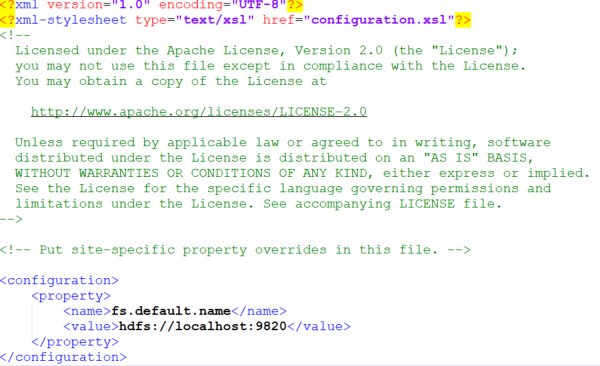 <?xml version="1.0" encoding="UTF-8"?>
<?xml-stylesheet type="text/xsl" href="configuration.xsl"?>
<!--
  Licensed under the Apache License, Version 2.0 (the "License");
  you may not use this file except in compliance with the License.
  You may obtain a copy of the License at

    http://www.apache.org/licenses/LICENSE-2.0

  Unless required by applicable law or agreed to in writing, software
  distributed under the License is distributed on an "AS IS" BASIS,
  WITHOUT WARRANTIES OR CONDITIONS OF ANY KIND, either express or implied.
  See the License for the specific language governing permissions and
  limitations under the License. See accompanying LICENSE file.
-->

<!-- Put site-specific property overrides in this file. -->

<configuration>
    <property>
        <name>fs.default.name</name>
        <value>hdfs://localhost:9820</value>
    </property>
</configuration>